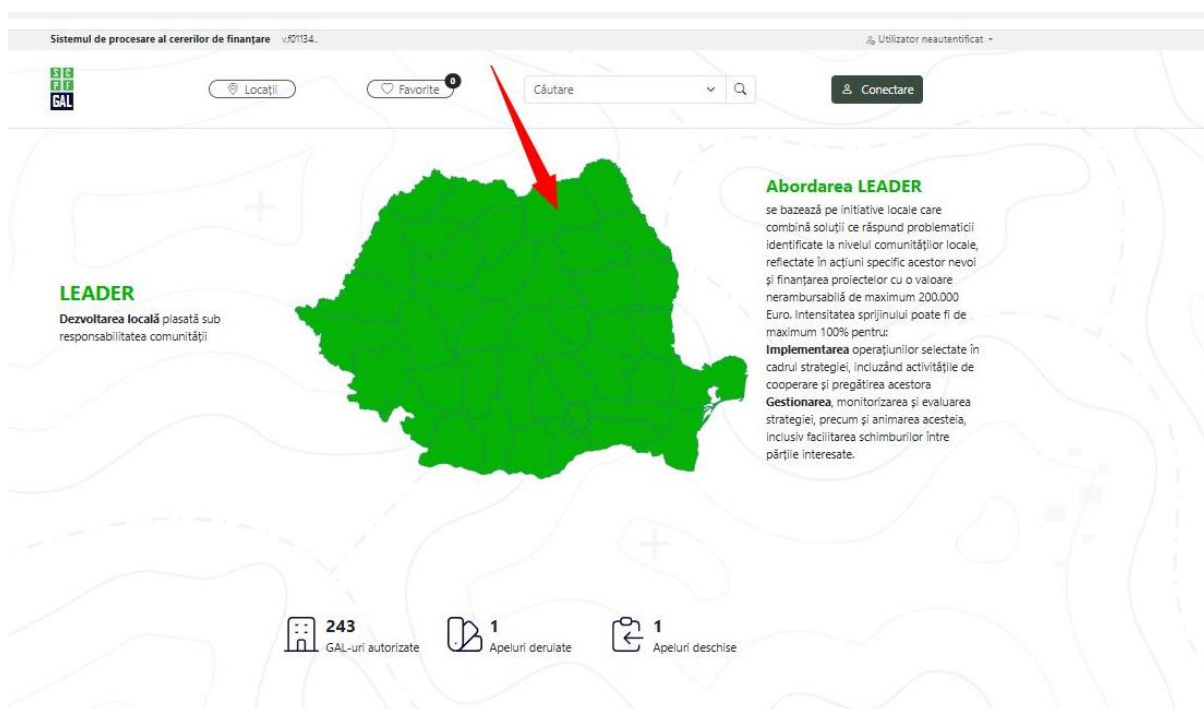 Sistemul de procesare al cererilor de finanțare v.f01134..
Utilizator neautentificat
SC
PF
GAL
Locații
Favorite
0
Căutare
Conectare
Abordarea LEADER
se bazează pe initiative locale care
combină soluții ce răspund problematicii
identificate la nivelul comunităților locale,
reflectate în acțiuni specific acestor nevoi
și finanțarea proiectelor cu o valoare
nerambursabilă de maximum 200.000
Euro. Intensitatea sprijinului poate fi de
maximum 100% pentru:
Implementarea operațiunilor selectate în
cadrul strategiei, incluzând activitățile de
cooperare și pregătirea acestora
Gestionarea, monitorizarea și evaluarea
strategiei, precum și animarea acesteia,
inclusiv facilitarea schimburilor între
părțile interesate.
LEADER
Dezvoltarea locală plasată sub
responsabilitatea comunității
243
GAL-uri autorizate
1
Apeluri derulate
1
Apeluri deschise